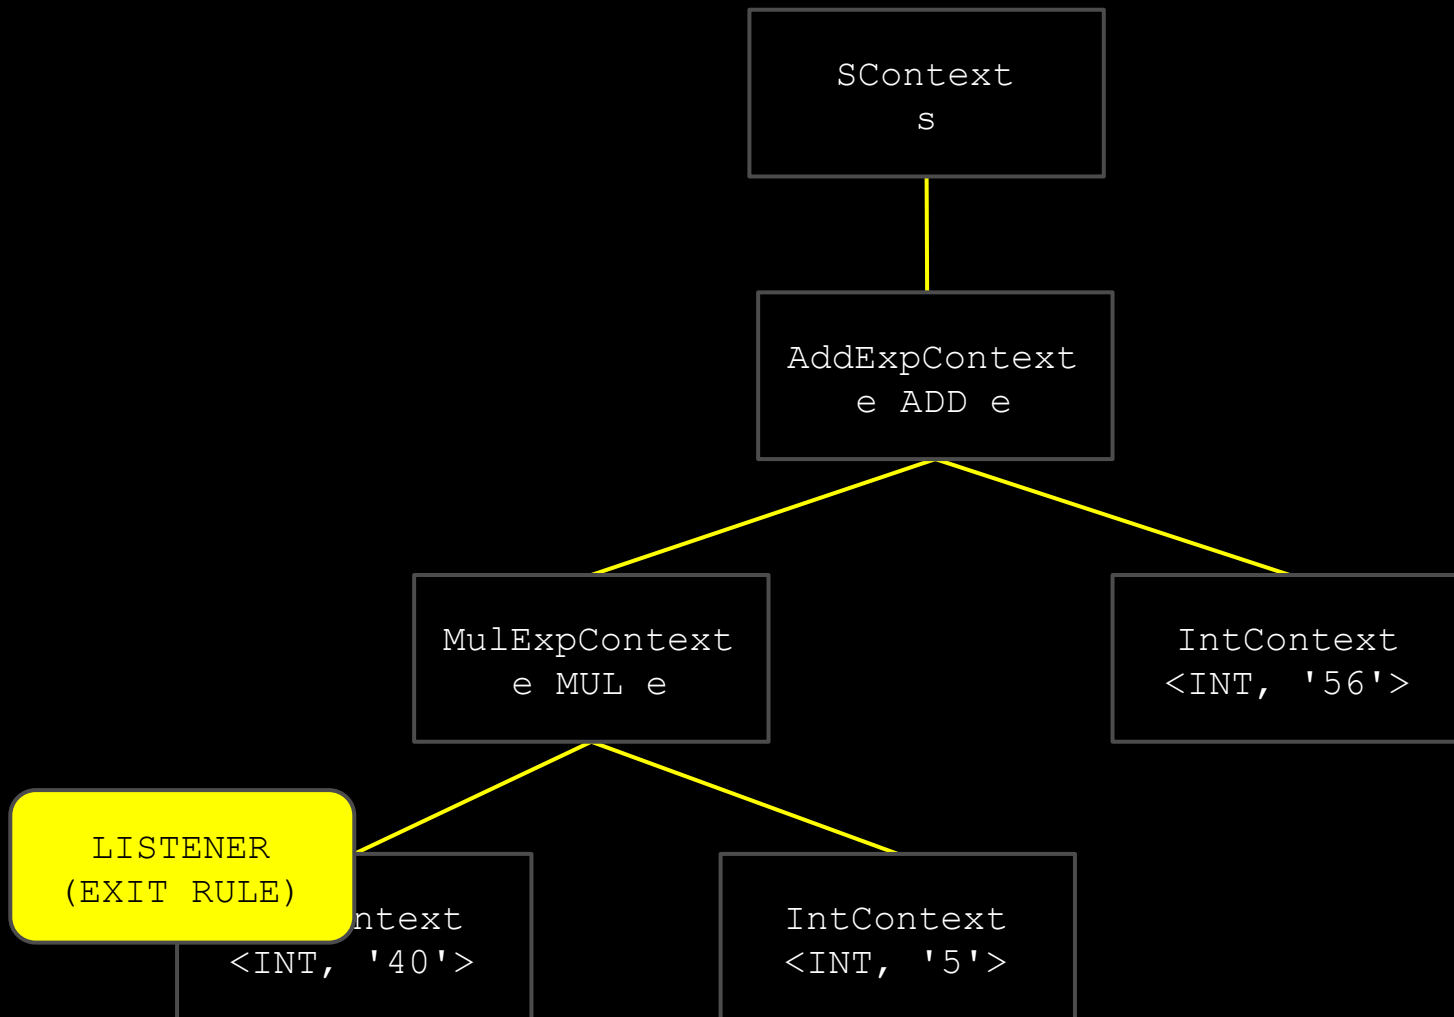 SContext
s
AddExpContext
e ADD e
MulExpContext
e MUL e
IntContext
<INT, '56'>
LISTENER
(EXIT RULE)
ntext
<INT, '40'>
IntContext
<INT, '5'>